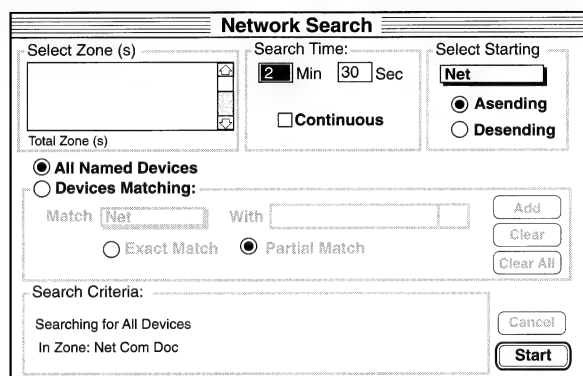 Network Search
Select Zone (s)
Total Zone (s)
Search Time:
2 Min 30 Sec
Continuous
Select Starting
Net
Asending
Desending
All Named Devices
Devices Matching:
Match Net With
Exact Match Partial Match
Add
Clear
Clear All
Search Criteria:
Searching for All Devices
In Zone: Net Com Doc
Cancel
Start